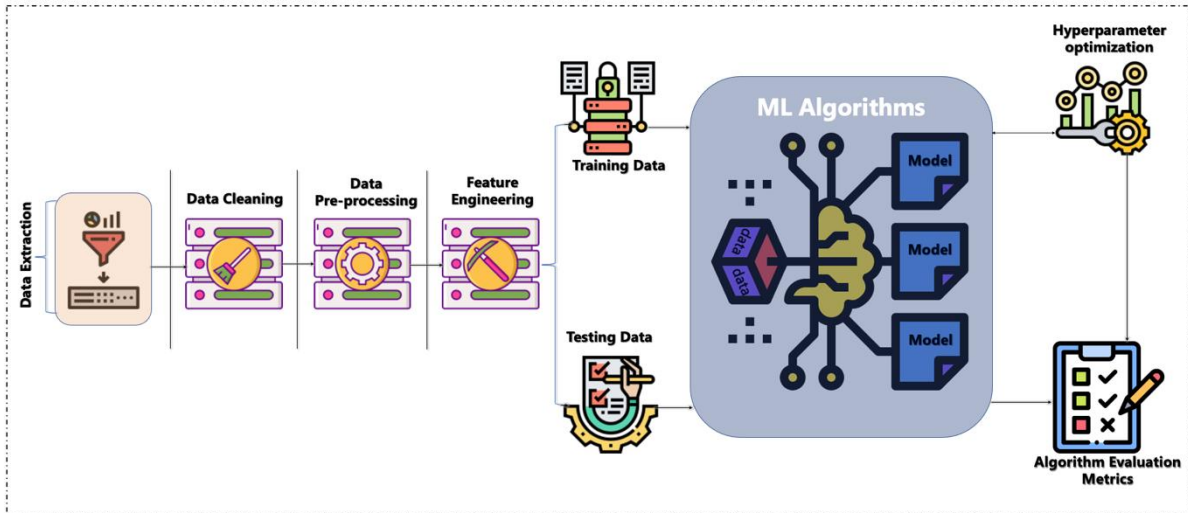 Data Extraction
Data Cleaning
Data
Pre-processing
Feature
Engineering
Training Data
Testing Data
ML Algorithms
data
data
Model
Model
Model
Hyperparameter
optimization
Algorithm Evaluation
Metrics